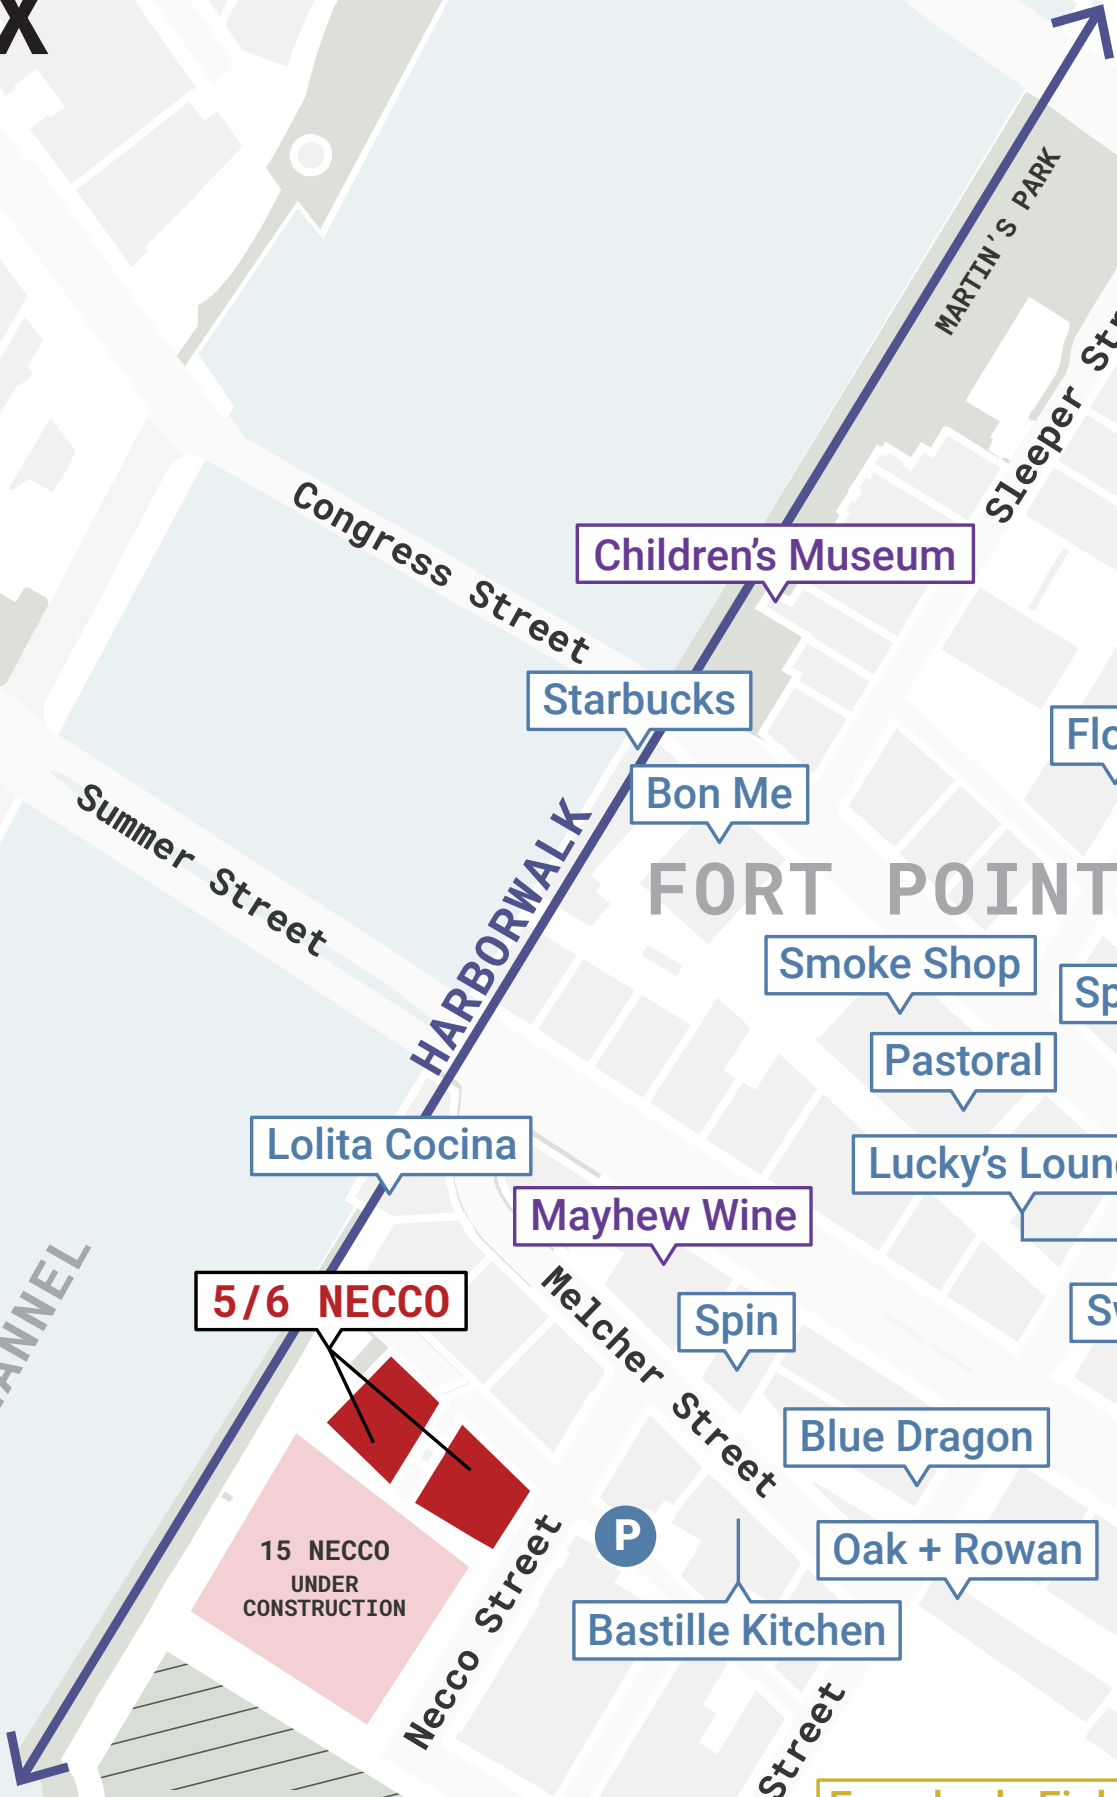 X
MARTIN'S PARK
Sleeper
Congress Street
Children's Museum
Starbucks
Bon Me
Summer Street
HARBORWALK
FORT POINT
Smoke Shop
Pastoral
Lolita Cocina
Lucky's
Mayhew Wine
5/6 NECCO
Melcher Street
Spin
Blue Dragon
P
Oak + Rowan
15 NECCO
UNDER
CONSTRUCTION
Necco Street
Bastille Kitchen
Street